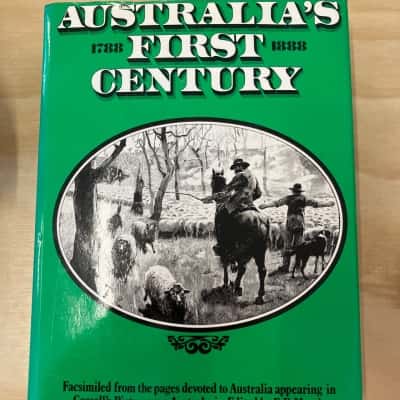 AUSTRALIA'S
1788 FIRST 1888
CENTURY
Facsimiled from the pages devoted to Australia appearing in